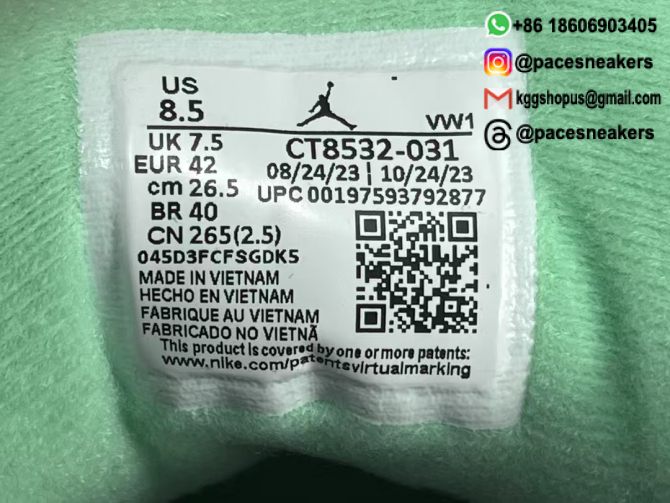 +86 18606903405
@pacesneakers
kggshopus@gmail.com
@pacesneakers
US
8.5
VW1
UK 7.5
CT8532-031
EUR 42
08/24/23 | 10/24/23
cm 26.5
UPC 00197593792877
BR 40
CN 265(2.5)
045D3FCFSGDK5
MADE IN VIETNAM
HECHO EN VIETNAM
FABRIQUE AU VIETNAM
FABRICADO NO VIETNÃ
This product is covered by one or more patents:
www.nike.com/patentsvirtualmarking